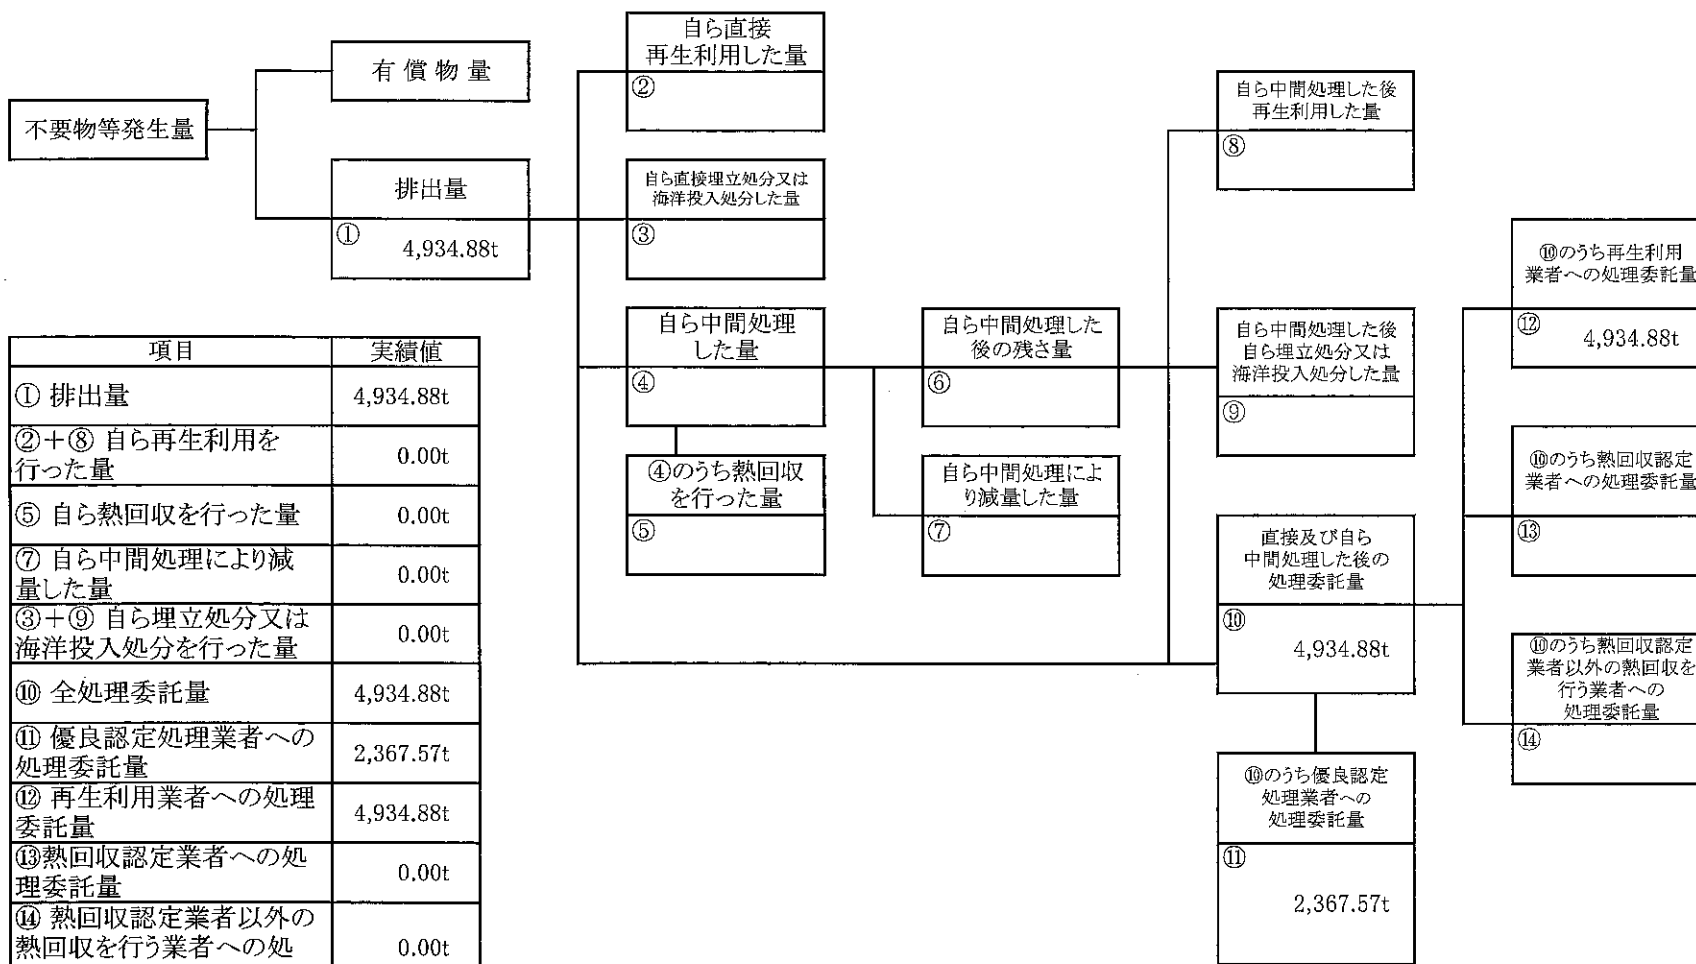 不要物等発生量
有償物量
排出量
①
4,934.88t
自ら直接
再生利用した量
②
自ら直接埋立処分又は
海洋投入処分した量
③
自ら中間処理
した量
④
④のうち熱回収
を行った量
⑤
自ら中間処理した
後の残さ量
⑥
自ら中間処理によ
り減量した量
⑦
自ら中間処理した後
再生利用した量
⑧
自ら中間処理した後
自ら埋立処分又は
海洋投入処分した量
⑨
直接及び自ら
中間処理した後の
処理委託量
⑩
4,934.88t
⑩のうち優良認定
処理業者への
処理委託量
⑪
2,367.57t
⑩のうち再生利用
業者への処理委託量
⑫
4,934.88t
⑩のうち熱回収認定
業者への処理委託量
⑬
⑩のうち熱回収認定
業者以外の熱回収を
行う業者への
処理委託量
⑭
項目 実績値
① 排出量 4,934.88t
②+⑧ 自ら再生利用を
行った量 0.00t
⑤ 自ら熱回収を行った量 0.00t
⑦ 自ら中間処理により減
量した量 0.00t
③+⑨ 自ら埋立処分又は
海洋投入処分を行った量 0.00t
⑩ 全処理委託量 4,934.88t
⑪ 優良認定処理業者への
処理委託量 2,367.57t
⑫ 再生利用業者への処理
委託量 4,934.88t
⑬熱回収認定業者への処
理委託量 0.00t
⑭ 熱回収認定業者以外の
熱回収を行う業者への処 0.00t